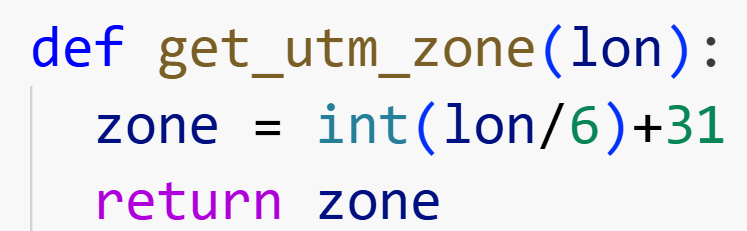 def get_utm_zone(lon):
  zone = int(lon/6)+31
  return zone